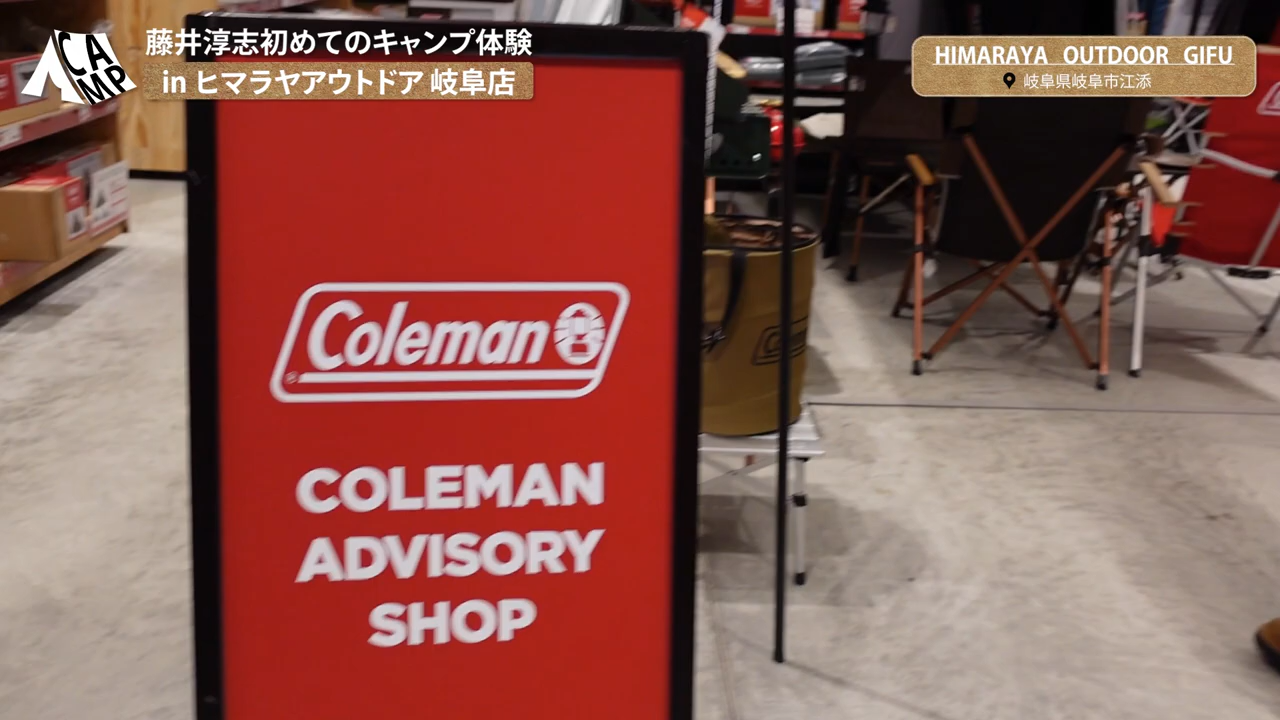 CAMP
藤井淳志初めてのキャンプ体験
in ヒマラヤアウトドア 岐阜店
HIMARAYA OUTDOOR GIFU
岐阜県岐阜市江添
Coleman
COLEMAN
ADVISORY
SHOP